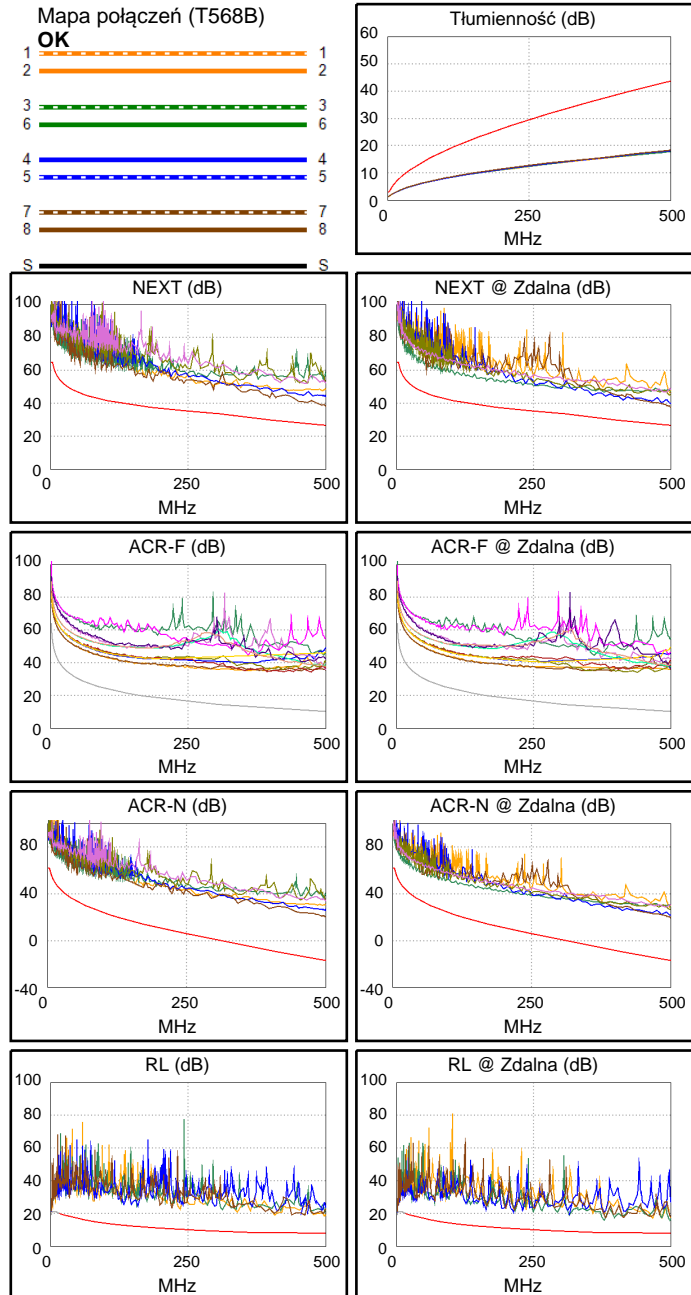 Mapa połączeń (T568B)
OK
1 1
2 2
3 3
6 6
4 4
5 5
7 7
8 8
S S
Tłumienność (dB)
60
50
40
30
20
10
0
0 250 500
MHz
NEXT (dB)
100
80
60
40
20
0
0 250 500
MHz
NEXT @ Zdalna (dB)
100
80
60
40
20
0
0 250 500
MHz
ACR-F (dB)
100
80
60
40
20
0
0 250 500
MHz
ACR-F @ Zdalna (dB)
100
80
60
40
20
0
0 250 500
MHz
ACR-N (dB)
80
40
0
-40
0 250 500
MHz
ACR-N @ Zdalna (dB)
80
40
0
-40
0 250 500
MHz
RL (dB)
100
80
60
40
20
0
0 250 500
MHz
RL @ Zdalna (dB)
100
80
60
40
20
0
0 250 500
MHz